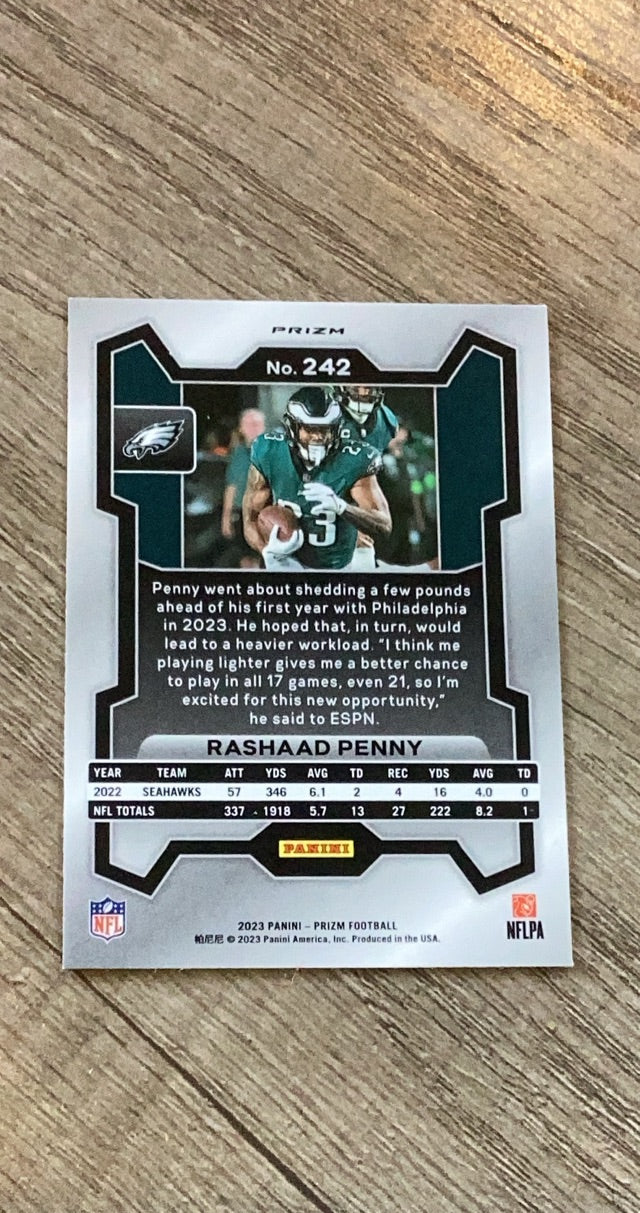 PRIZM
No. 242
23
Penny went about shedding a few pounds
ahead of his first year with Philadelphia
in 2023. He hoped that, in turn, would
lead to a heavier workload. "I think me
playing lighter gives me a better chance
to play in all 17 games, even 21, so I'm
excited for this new opportunity,"
he said to ESPN.
RASHAAD PENNY
YEAR TEAM ATT YDS AVG TD REC YDS AVG TD
2022 SEAHAWKS 57 346 6.1 2 4 16 4.0 0
NFL TOTALS 337 1918 5.7 13 27 222 8.2 1
PANINI
NFL
NFLPA
2023 PANINI – PRIZM FOOTBALL
帕尼尼 © 2023 Panini America, Inc. Produced in the USA.